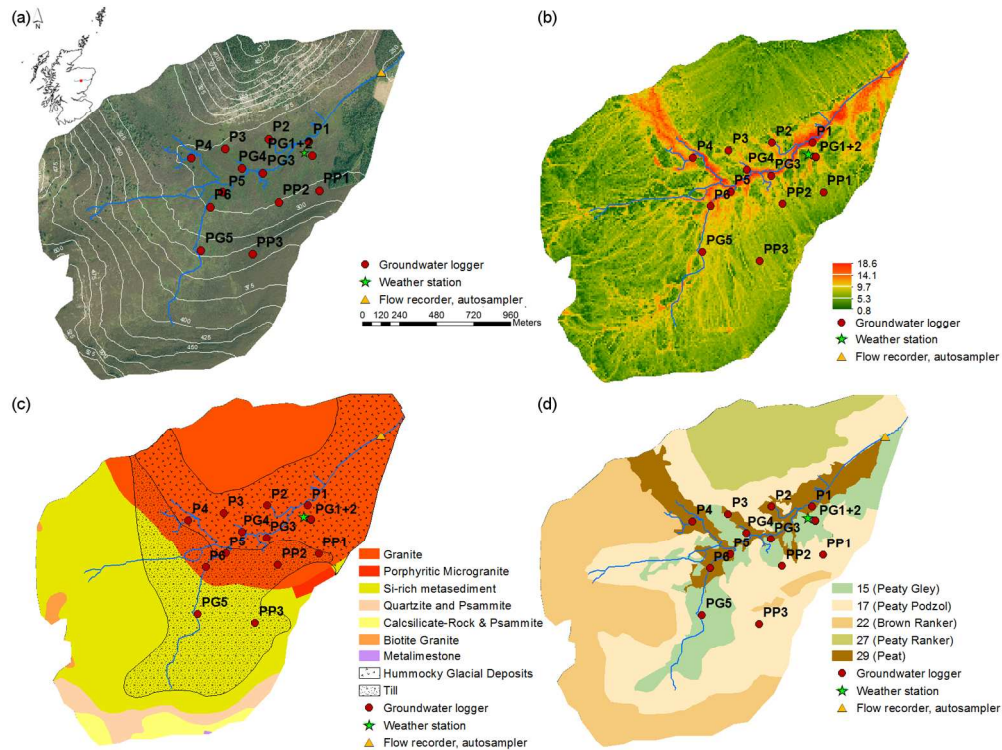 (a)
N
P1
P2
P3
PG1+2
P4
PG4
PG3
P5
P6
PP2
PP1
300
PG5
PP3
375
400
425
450
Groundwater logger
Weather station
Flow recorder, autosampler
0 120 240 480 720 960
Meters
(b)
P1
P2
P3
PG1+2
P4
PG4
PG3
P5
P6
PP2
PP1
PG5
PP3
18.6
14.1
9.7
5.3
0.8
Groundwater logger
Weather station
Flow recorder, autosampler
(c)
P1
P2
P3
PG1+2
P4
PG4
PG3
P5
P6
PP2
PP1
PG5
PP3
Granite
Porphyritic Microgranite
Si-rich metasediment
Quartzite and Psammite
Calcsilicate-Rock & Psammite
Biotite Granite
Metalimestone
Hummocky Glacial Deposits
Till
Groundwater logger
Weather station
Flow recorder, autosampler
(d)
P1
P2
P3
PG1+2
P4
PG4
PG3
P5
P6
PP2
PP1
PG5
PP3
15 (Peaty Gley)
17 (Peaty Podzol)
22 (Brown Ranker)
27 (Peaty Ranker)
29 (Peat)
Groundwater logger
Weather station
Flow recorder, autosampler